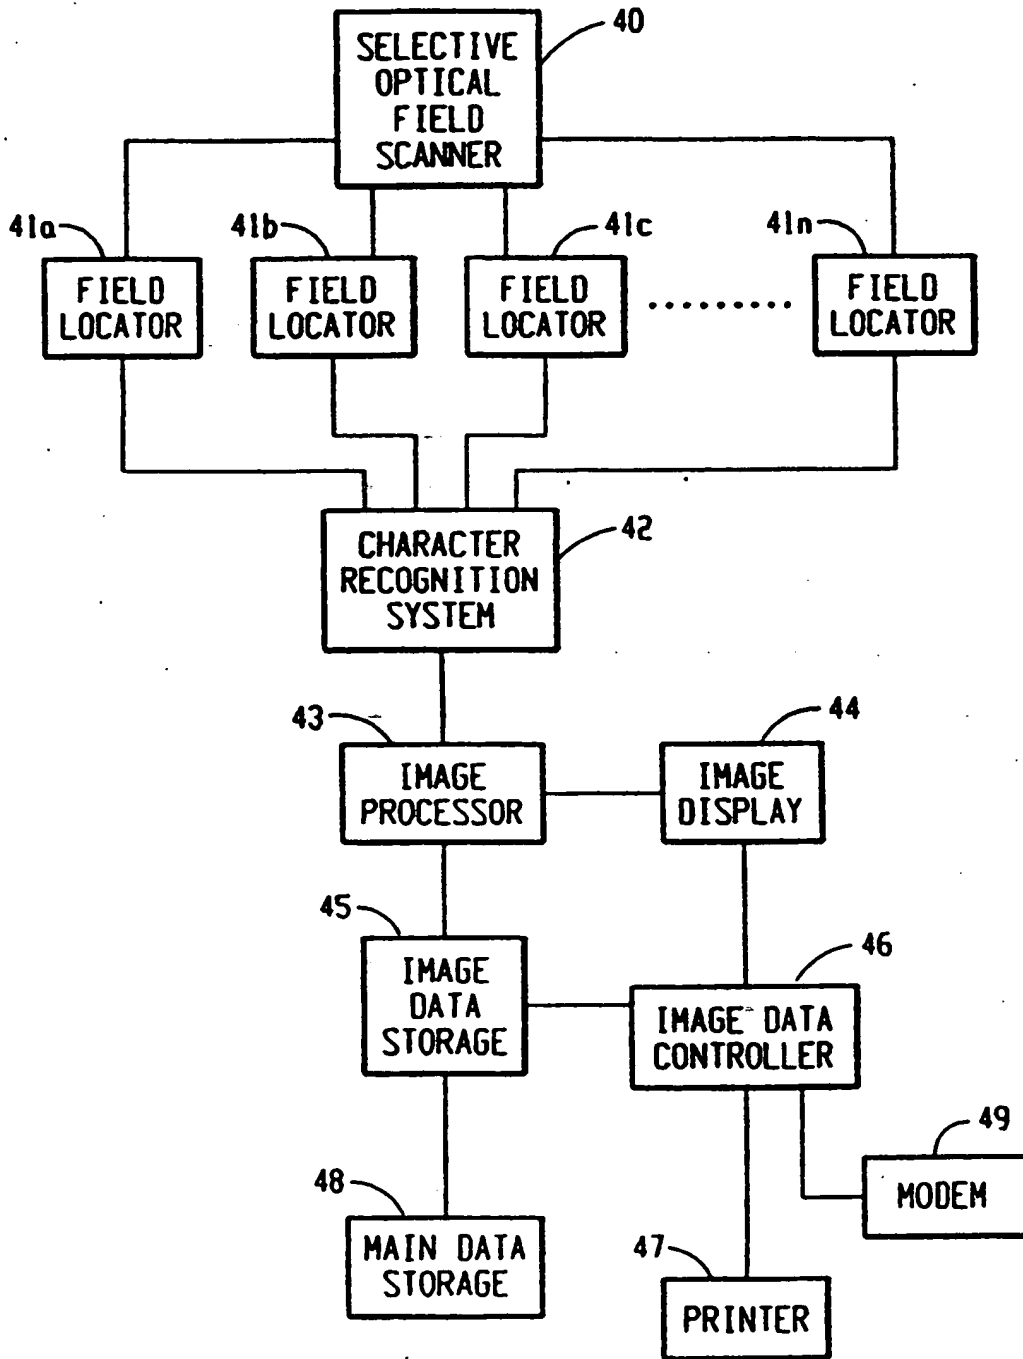 40
SELECTIVE
OPTICAL
FIELD
SCANNER
41a
FIELD
LOCATOR
41b
FIELD
LOCATOR
41c
FIELD
LOCATOR
41n
FIELD
LOCATOR
42
CHARACTER
RECOGNITION
SYSTEM
43
IMAGE
PROCESSOR
44
IMAGE
DISPLAY
45
IMAGE
DATA
STORAGE
46
IMAGE DATA
CONTROLLER
49
MODEM
48
MAIN DATA
STORAGE
47
PRINTER